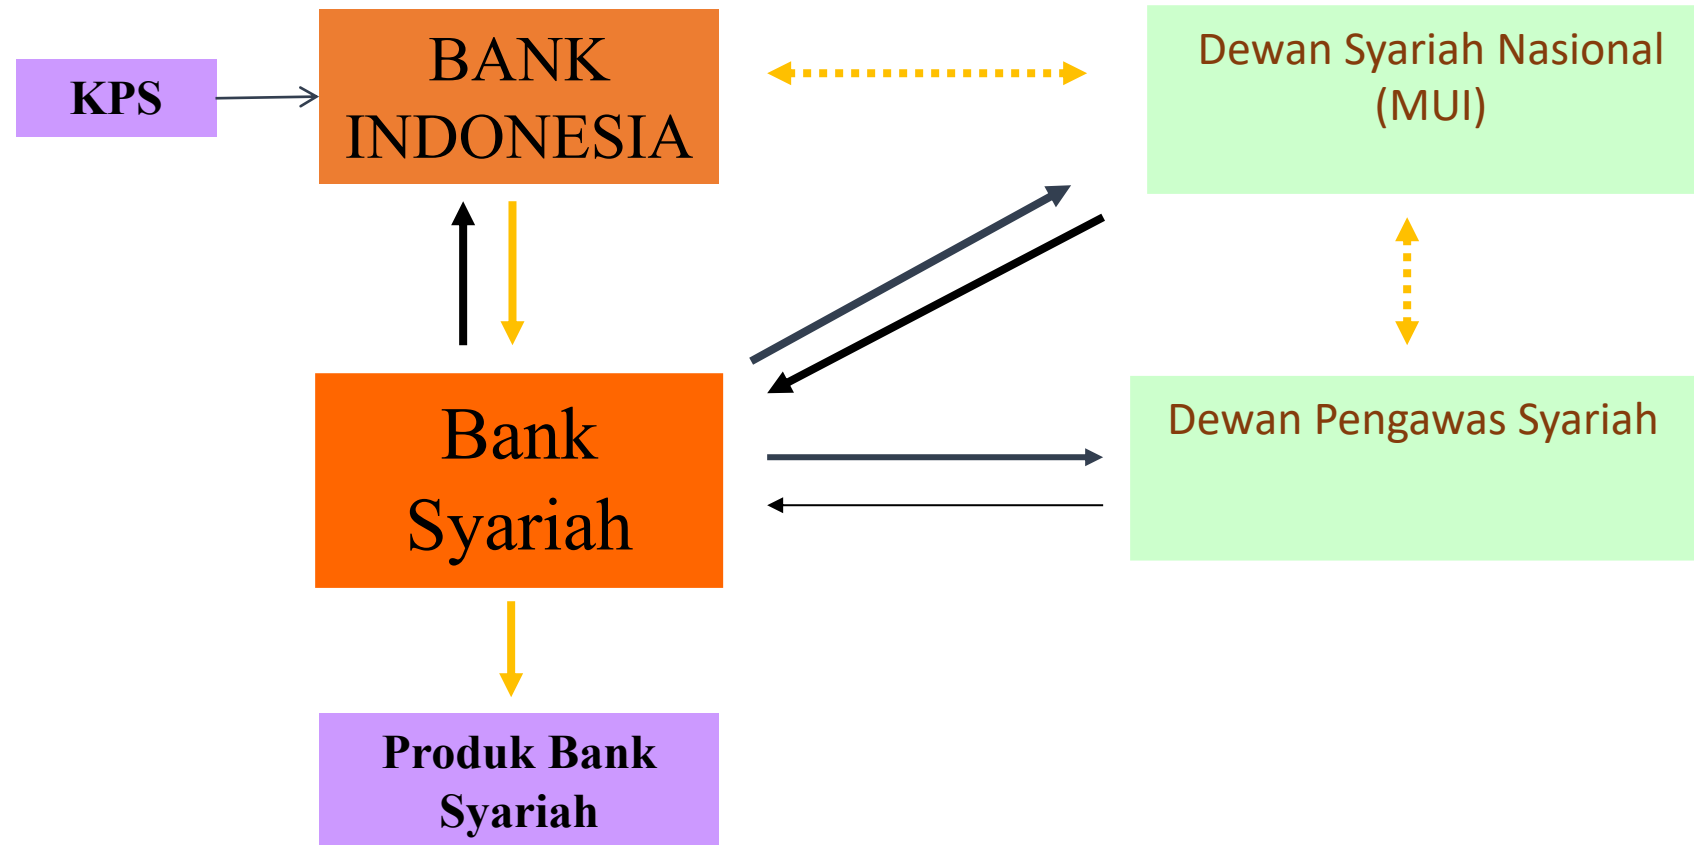 KPS
BANK
INDONESIA
Dewan Syariah Nasional
(MUI)
Bank
Syariah
Dewan Pengawas Syariah
Produk Bank
Syariah